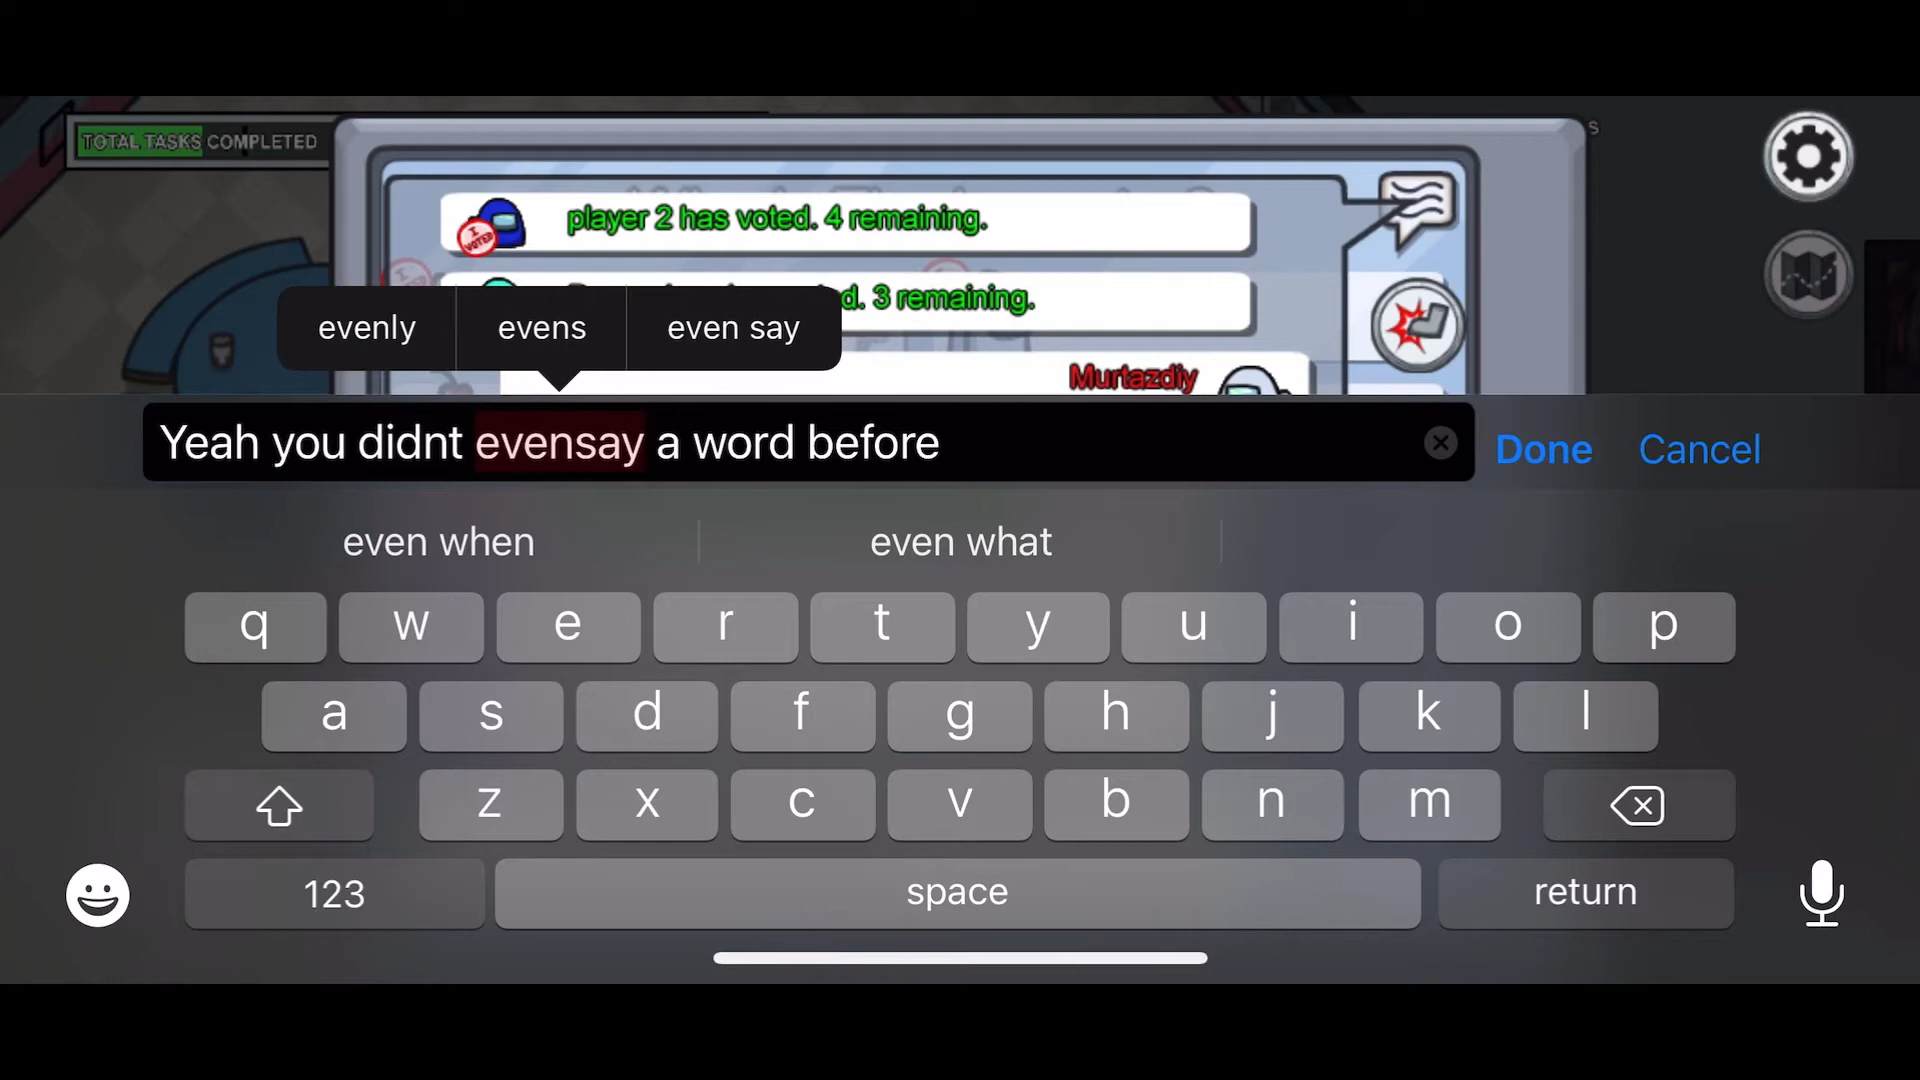 TOTAL TASKS COMPLETED
s
player 2 has voted. 4 remaining.
I VOTED
d. 3 remaining.
evenly
evens
even say
Murtazdiy
Yeah you didnt evensay a word before
Done
Cancel
even when
even what
q w e r t y u i o p
a s d f g h j k l
z x c v b n m
123
space
return